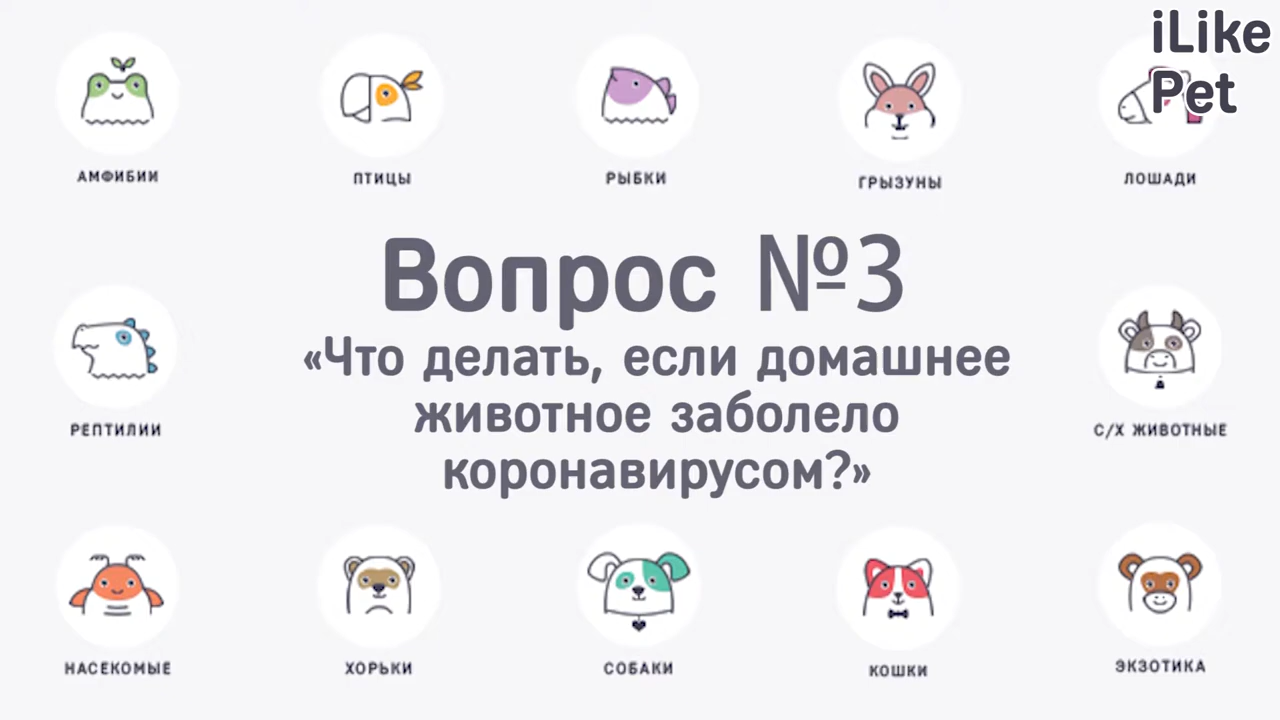 iLike
Pet
АМФИБИИ
ПТИЦЫ
РЫБКИ
ГРЫЗУНЫ
ЛОШАДИ
Вопрос №3
«Что делать, если домашнее
животное заболело
коронавирусом?»
РЕПТИЛИИ
С/Х ЖИВОТНЫЕ
НАСЕКОМЫЕ
ХОРЬКИ
СОБАКИ
КОШКИ
ЭКЗОТИКА